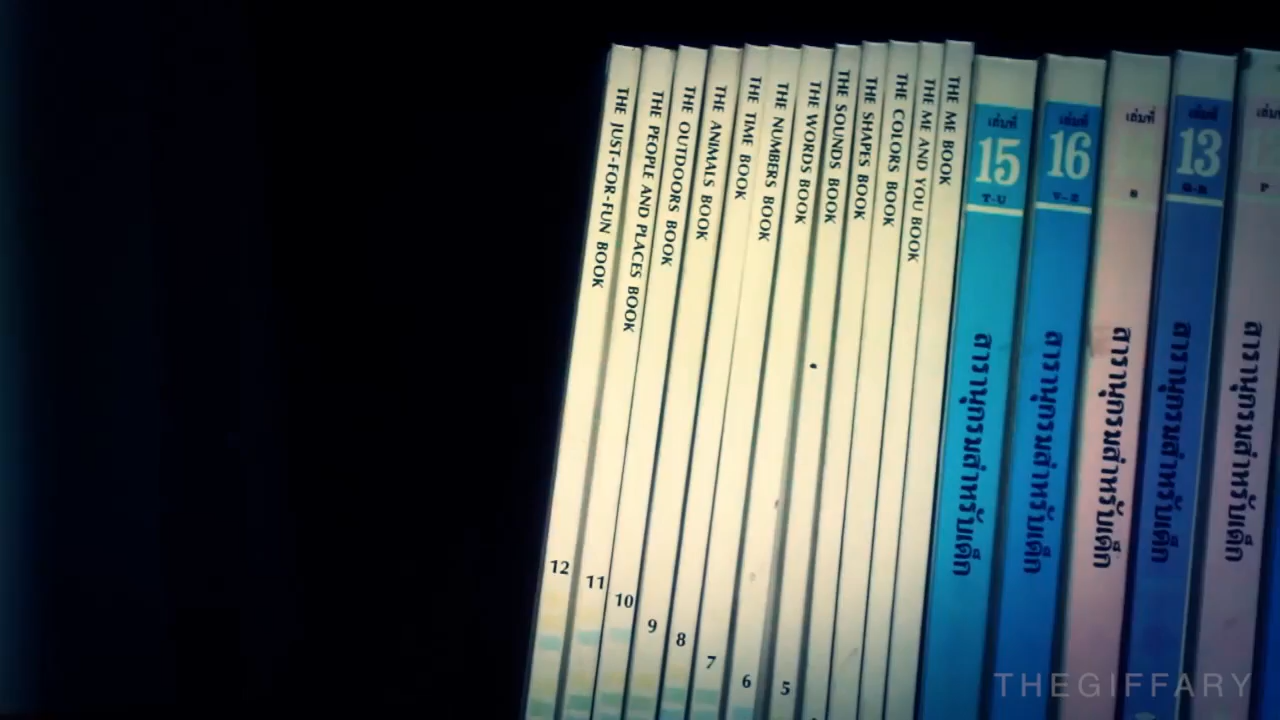 THE JUST-FOR-FUN BOOK
12
THE PEOPLE AND PLACES BOOK
11
THE OUTDOORS BOOK
10
THE ANIMALS BOOK
9
THE TIME BOOK
8
THE NUMBERS BOOK
7
THE WORDS BOOK
6
THE SOUNDS BOOK
5
THE SHAPES BOOK
THE COLORS BOOK
THE ME AND YOU BOOK
THE ME BOOK
เล่มที่
15
T-U
สารานุกรมสำหรับเด็ก
เล่มที่
16
V-Z
สารานุกรมสำหรับเด็ก
เล่มที่
S
สารานุกรมสำหรับเด็ก
เล่มที่
13
Q-R
สารานุกรมสำหรับเด็ก
P
สารานุกรมสำหรับเด็ก
THEGIFFARY